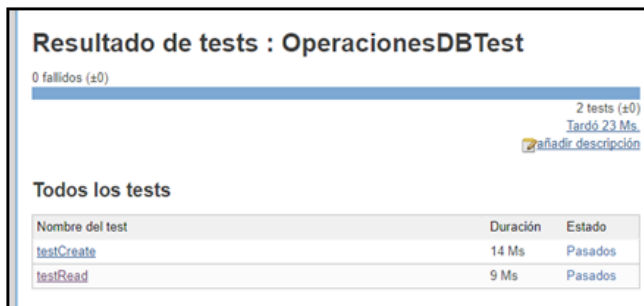 Resultado de tests : OperacionesDBTest
0 fallidos (±0)
2 tests (±0)
Tardó 23 Ms.
añadir descripción
Todos los tests
Nombre del test Duración Estado
testCreate 14 Ms Pasados
testRead 9 Ms Pasados